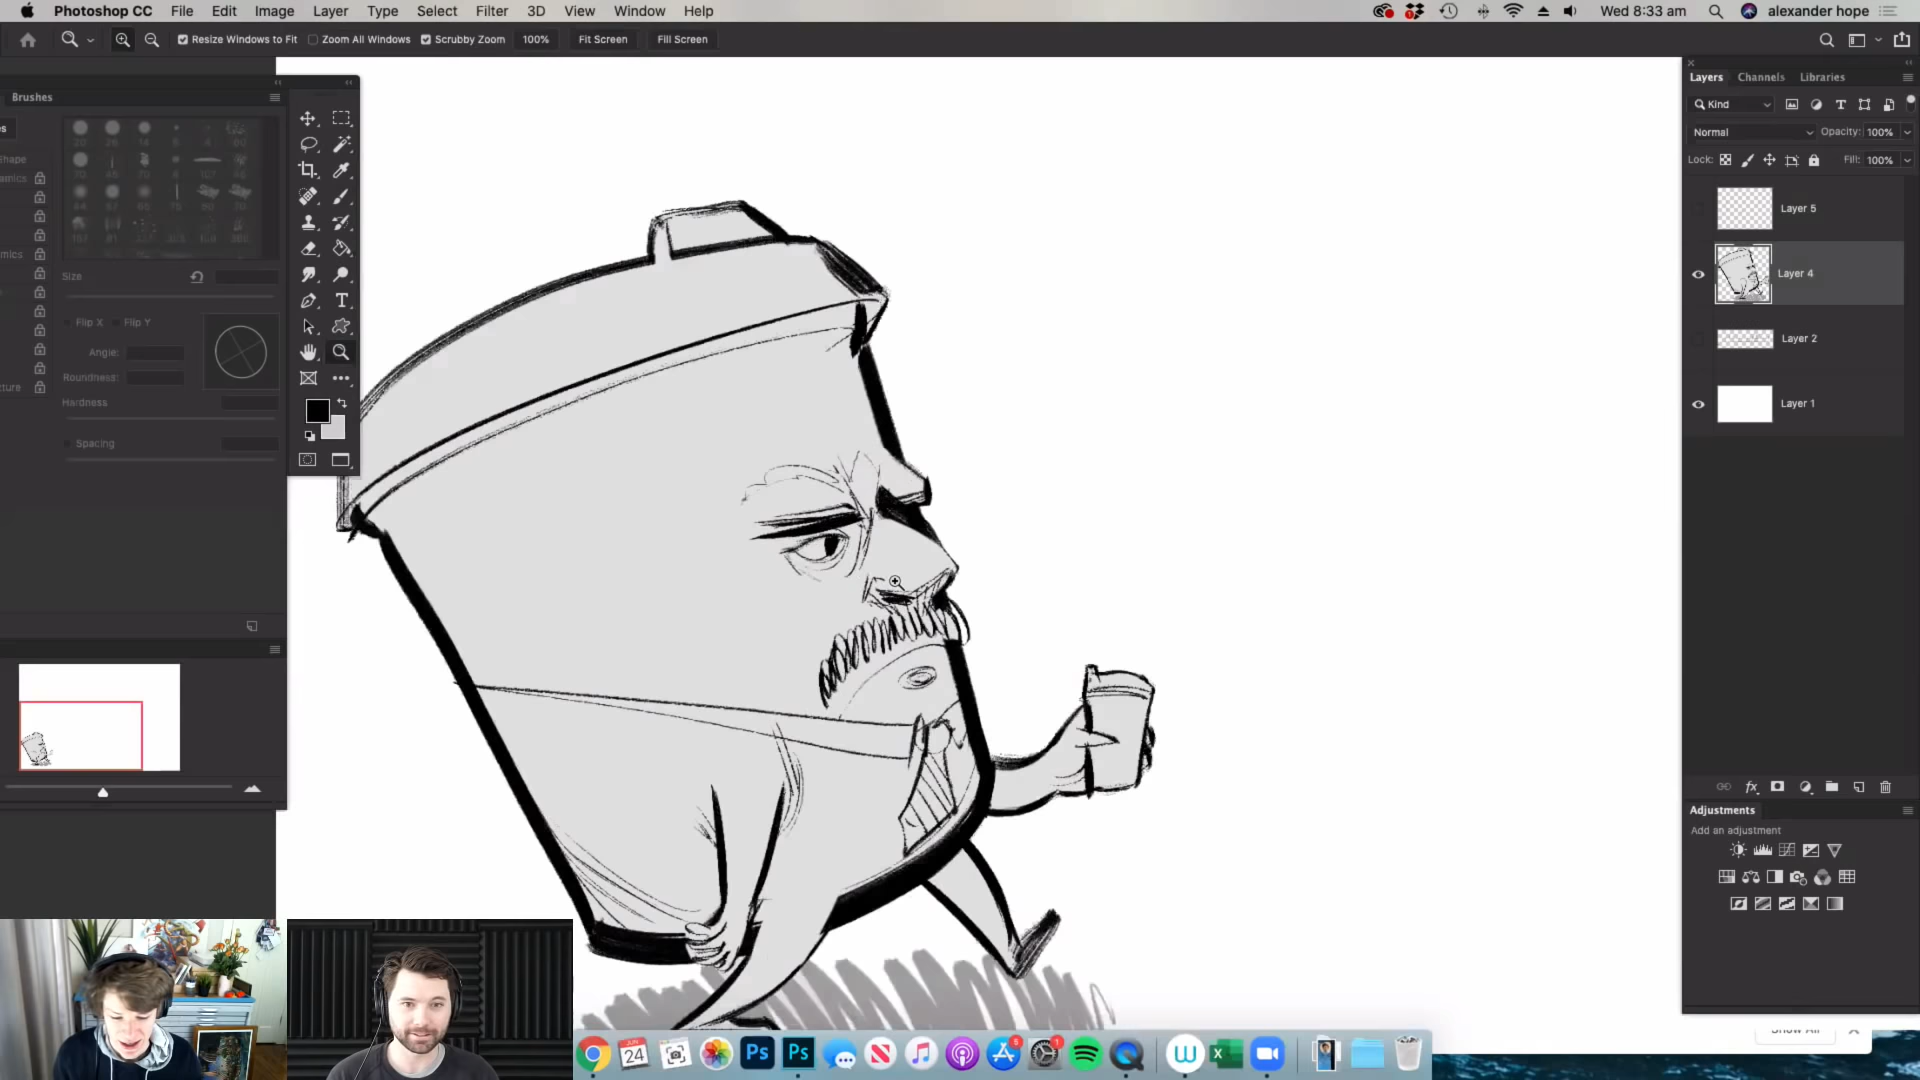 Photoshop CC File Edit Image Layer Type Select Filter 3D View Window Help Wed 8:33 am alexander hope
Resize Windows to Fit Zoom All Windows Scrubby Zoom 100% Fit Screen Fill Screen
Brushes
Size
Flip X Flip Y
Angle:
Roundness:
Hardness
Spacing
Layers Channels Libraries
Kind
Normal Opacity: 100%
Lock: Fill: 100%
Layer 5
Layer 4
Layer 2
Layer 1
Adjustments
Add an adjustment
JUN
24
Ps
Ps